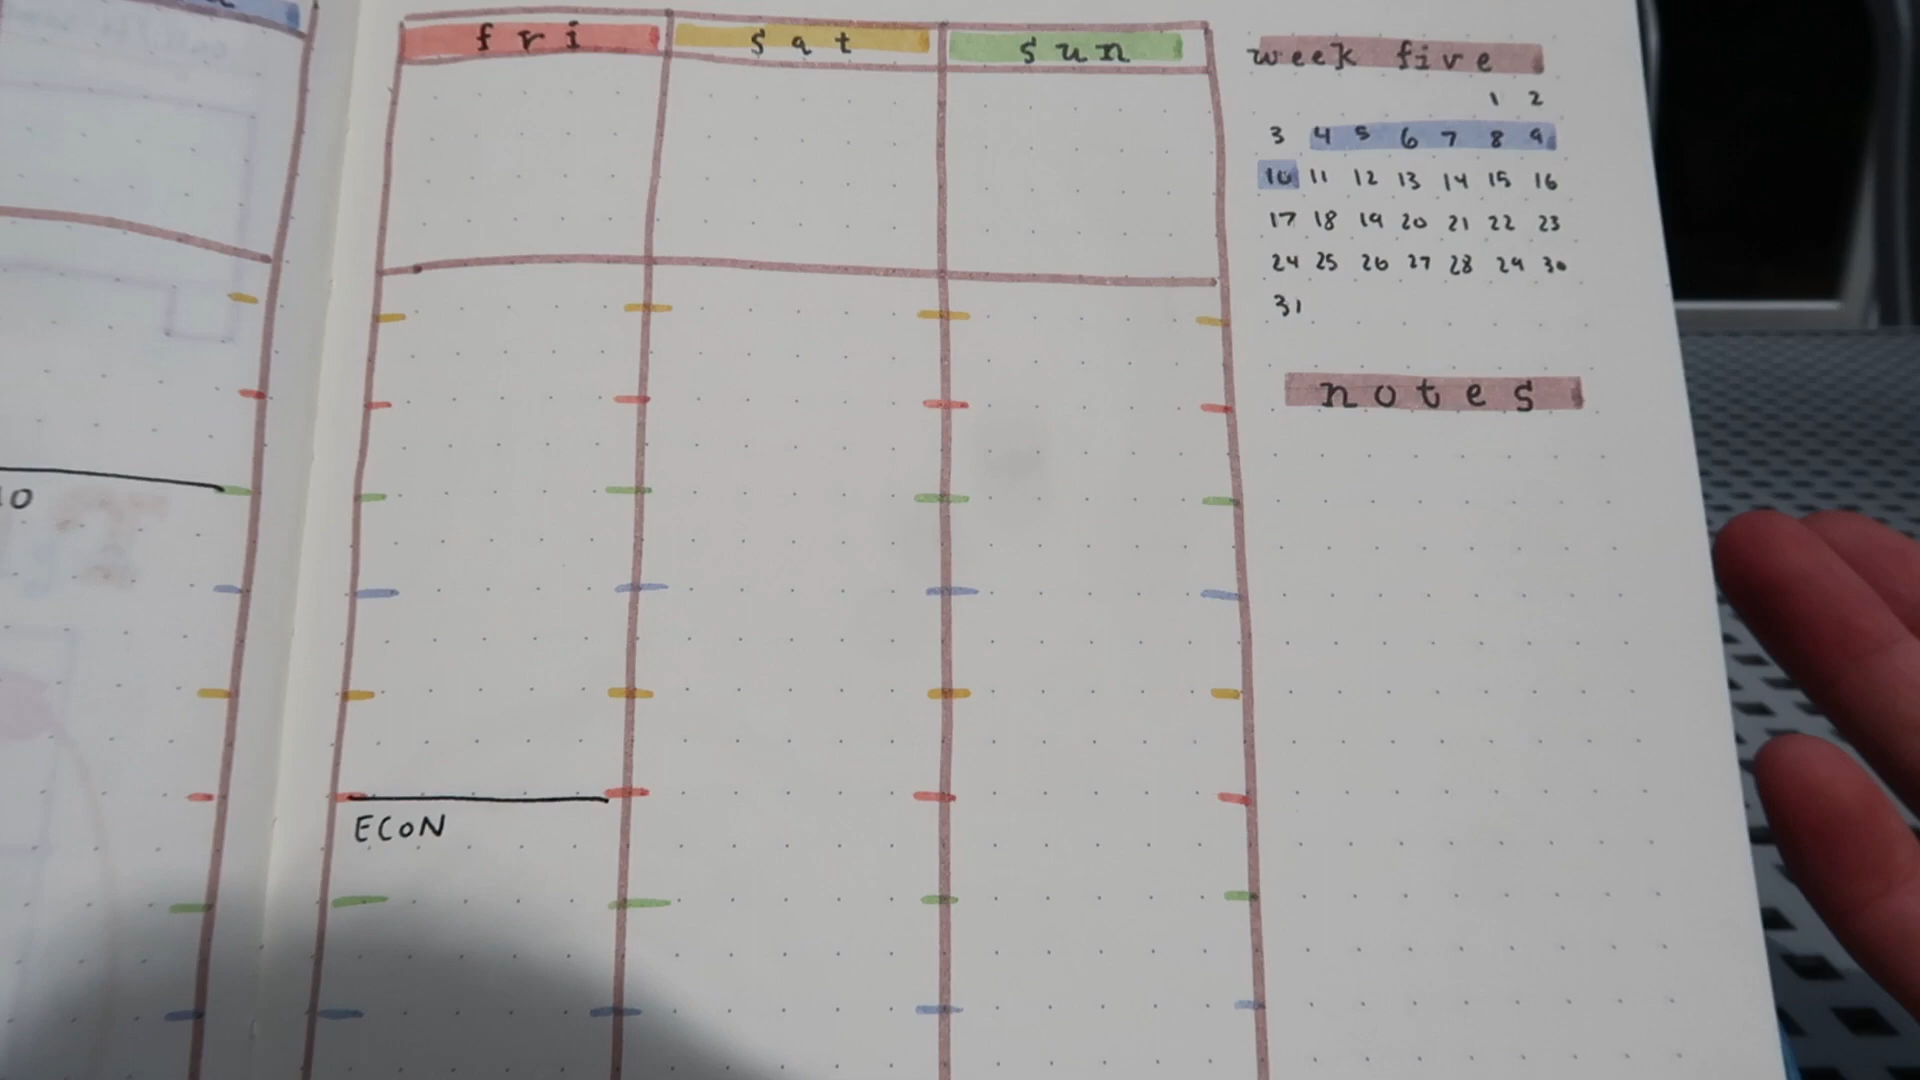 fri sat sun
ECON
week five
1 2
3 4 5 6 7 8 9
10 11 12 13 14 15 16
17 18 19 20 21 22 23
24 25 26 27 28 29 30
31
notes